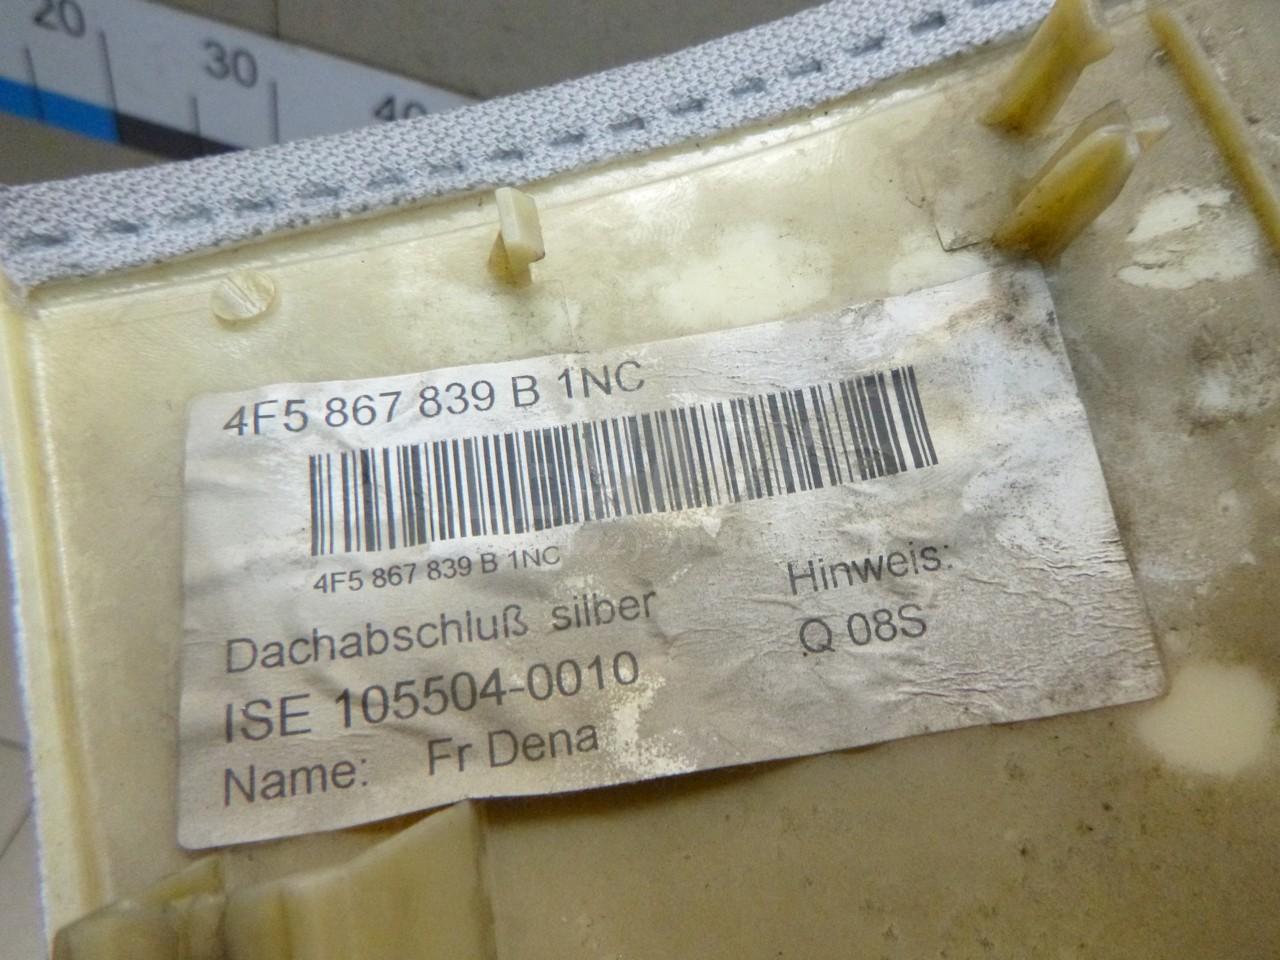 20
30
40
4F5 867 839 B 1NC
4F5 867 839 B 1NC
Dachabschluß silber
Hinweis:
ISE 105504-0010
Q 08S
Name: Fr Dena